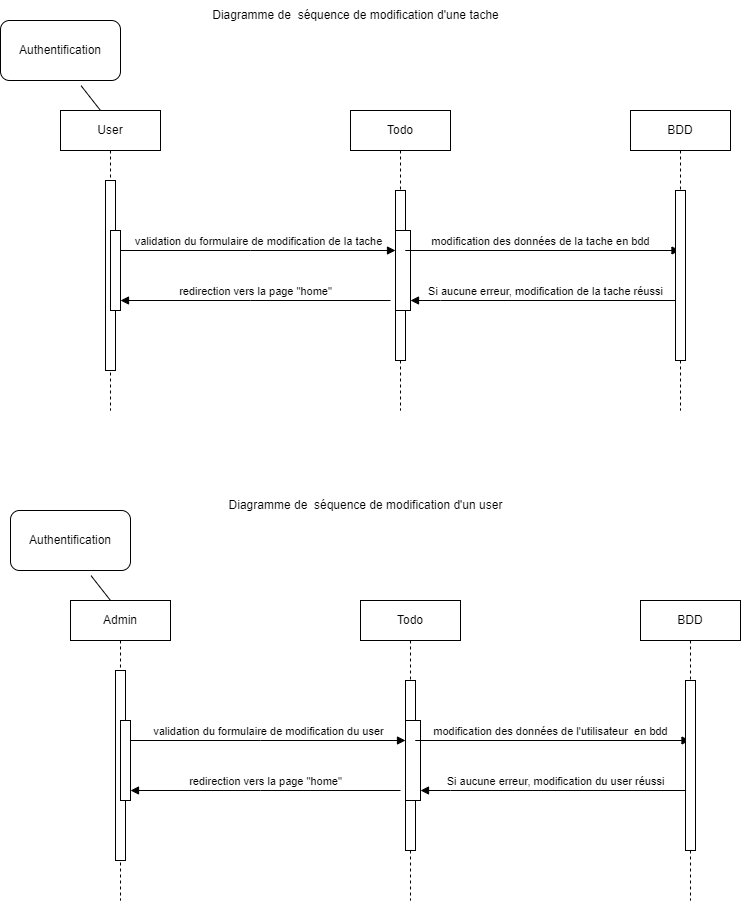 Diagramme de  séquence de modification d'une tache
Authentification
User
Todo
BDD
validation du formulaire de modification de la tache
modification des données de la tache en bdd
redirection vers la page "home"
Si aucune erreur, modification de la tache réussi
Diagramme de  séquence de modification d'un user
Authentification
Admin
Todo
BDD
validation du formulaire de modification du user
modification des données de l'utilisateur  en bdd
redirection vers la page "home"
Si aucune erreur, modification du user réussi